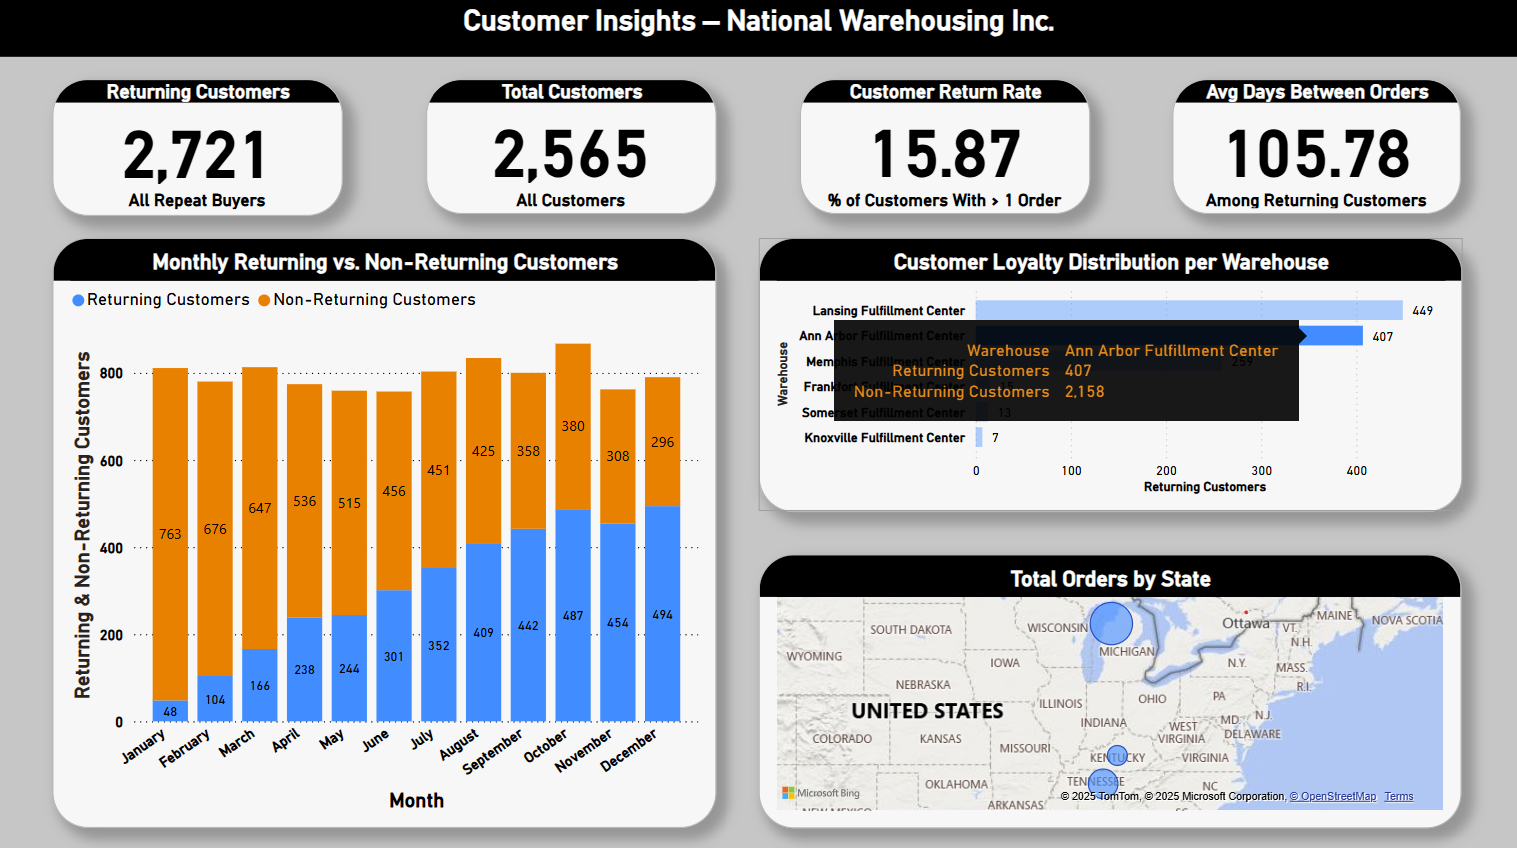 Customer Insights – National Warehousing Inc.
Returning Customers
2,721
All Repeat Buyers
Total Customers
2,565
All Customers
Customer Return Rate
15.87
% of Customers With > 1 Order
Avg Days Between Orders
105.78
Among Returning Customers
Monthly Returning vs. Non-Returning Customers
Returning Customers Non-Returning Customers
Returning & Non-Returning Customers
800
600
400
200
0
763 676 647 536 515 456 451 425 358 380 308 296
48 104 166 238 244 301 352 409 442 487 454 494
January February March April May June July August September October November December
Month
Customer Loyalty Distribution per Warehouse
Warehouse
Lansing Fulfillment Center 449
Ann Arbor Fulfillment Center 407
Memphis Fulfillment Center 259
Fulfillment Center
Somerset Fulfillment Center 13
Knoxville Fulfillment Center 7
Warehouse Ann Arbor Fulfillment Center
Returning Customers 407
Non-Returning Customers 2,158
0 100 200 300 400
Returning Customers
Total Orders by State
SOUTH DAKOTA
WISCONSIN
Ottawa
VT.
MAINE
NOVA SCOTIA
N.H.
WYOMING
IOWA
MICHIGAN
N.Y.
MASS.
NEBRASKA
R.I.
ILLINOIS
OHIO
PA
UNITED STATES
INDIANA
MD.
N.J.
COLORADO
KANSAS
MISSOURI
WEST VIRGINIA
DELAWARE
KENTUCKY
VIRGINIA
OKLAHOMA
TENNESSEE
NC
Microsoft Bing
ARKANSAS
© 2025 TomTom, © 2025 Microsoft Corporation, © OpenStreetMap Terms
NEW MEXICO